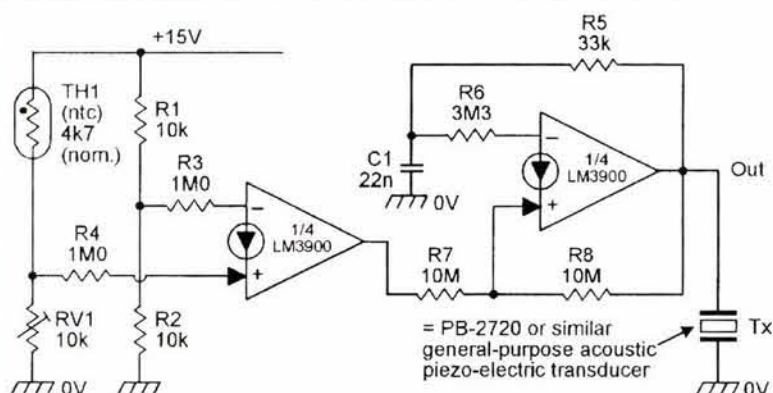 +15V
TH1
(ntc)
4k7
(nom.)
R1
10k
R3
1M0
R4
1M0
RV1
10k
R2
10k
0V
−
+
1/4
LM3900
R5
33k
R6
3M3
C1
22n
0V
−
+
1/4
LM3900
Out
R7
10M
R8
10M
= PB-2720 or similar
general-purpose acoustic
piezo-electric transducer
Tx
0V